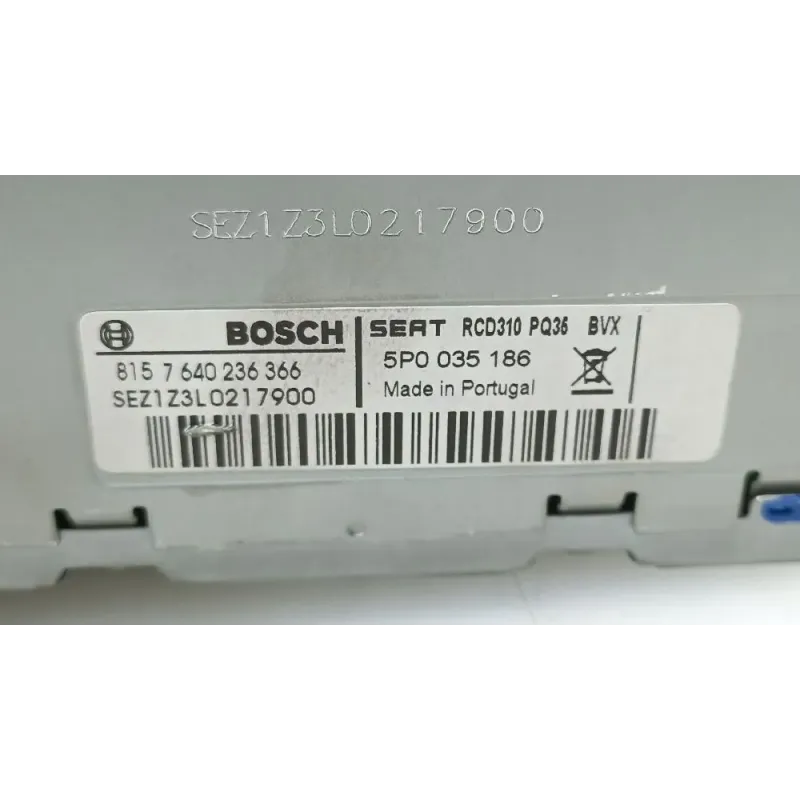 SEZ1Z3L0217900
BOSCH
SEAT RCD310 PQ35 BVX
815 7 640 236 366
5P0 035 186
SEZ1Z3L0217900
Made in Portugal